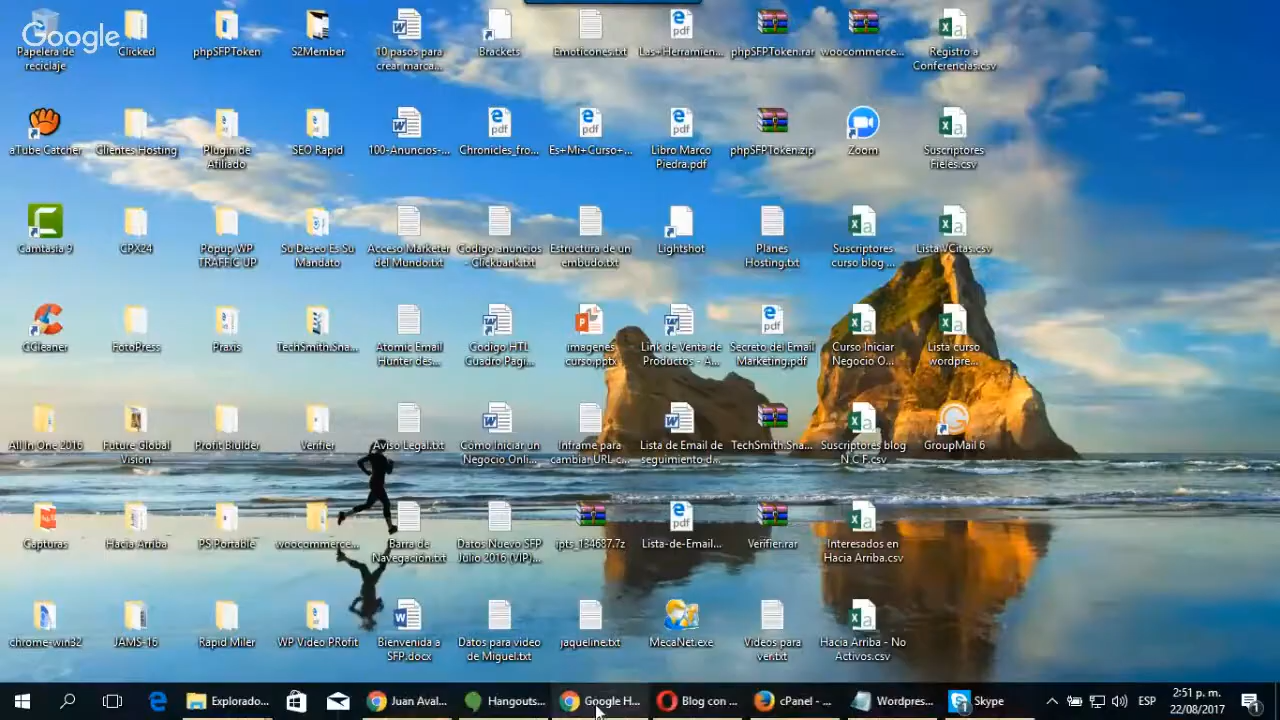 Google
Papelera de
reciclaje
Clicked
phpSFPToken
S2Member
10 pasos para
crear marca...
Brackets
Emoticones.txt
Las+Herramien...
phpSFPToken.rar
woocommerce...
Registro a
Conferencias.csv
aTube Catcher
Clientes Hosting
Plugin de
Afiliado
SEO Rapid
100-Anuncios-...
Chronicles_fro...
Es+Mi+Curso+...
Libro Marco
Piedra.pdf
phpSFPToken.zip
Zoom
Suscriptores
Fieles.csv
Camtasia 9
CPX24
Popup WP
TRAFFIC UP
Su Deseo Es Su
Mandato
Acceso Marketer
del Mundo.txt
Codigo anuncios
- Clickbank.txt
Estructura de un
embudo.txt
Lightshot
Planes
Hosting.txt
Suscriptores
curso blog ...
Lista VCitas.csv
CCleaner
FotoPress
Praxis
TechSmith.Sna...
Atomic Email
Hunter des...
Codigo HTL
Cuadro Pagi...
imagenes
curso.pptx
Link de Venta de
Productos - A...
Secreto del Email
Marketing.pdf
Curso Iniciar
Negocio O...
Lista curso
wordpre...
All In One 2016
Future Global
Vision
Profit Builder
Verifier
Aviso Legal.txt
Cómo Iniciar un
Negocio Onli...
Inframe para
cambiar URL c...
Lista de Email de
seguimiento d...
TechSmith.Sna...
Suscriptores blog
N.C.F.csv
GroupMail 6
Capturas
Hacia Arriba
PS Portable
woocommerce...
Barra de
Navegación.txt
Datos Nuevo SFP
Julio 2016 (VIP)...
ipts_134687.7z
Lista-de-Email...
Verifier.rar
Interesados en
Hacia Arriba.csv
chrome-win32
JAMS-16
Rapid Miler
WP Video PRofit
Bienvenida a
SFP.docx
Datos para video
de Miguel.txt
jaqueline.txt
MecaNet.exe
Videos para
ver.txt
Hacia Arriba - No
Activos.csv
Explorado...
Juan Aval...
Hangouts...
Google H...
Blog con ...
cPanel - ...
Wordpres...
Skype
ESP
2:51 p. m.
22/08/2017